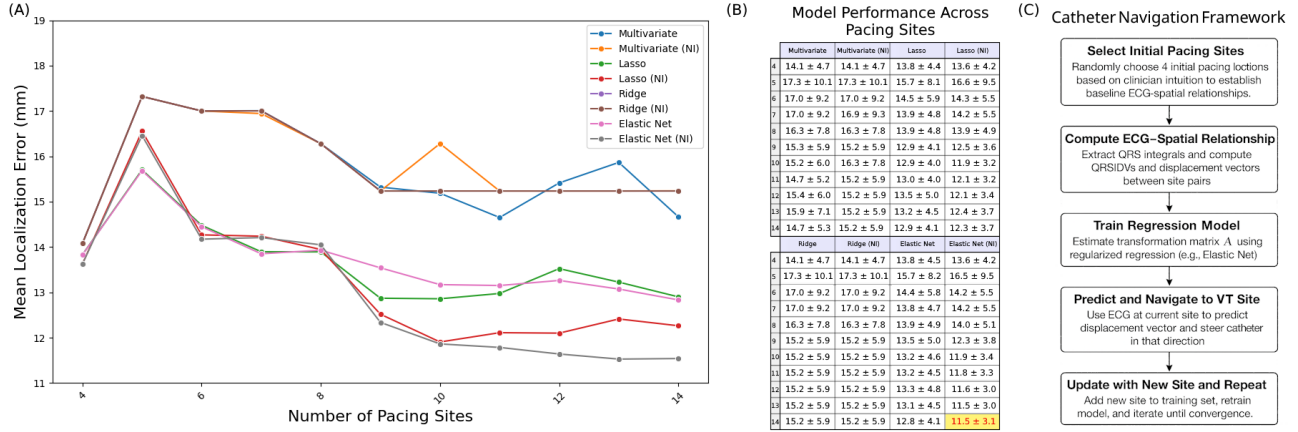 (A)
19
18
17
16
15
14
13
12
11
4
6
8
10
12
14
Mean Localization Error (mm)
Number of Pacing Sites
Multivariate
Multivariate (NI)
Lasso
Lasso (NI)
Ridge
Ridge (NI)
Elastic Net
Elastic Net (NI)
(B)
Model Performance Across
Pacing Sites
Multivariate Multivariate (NI) Lasso Lasso (NI)
4 14.1 ± 4.7 14.1 ± 4.7 13.8 ± 4.4 13.6 ± 4.2
5 17.3 ± 10.1 17.3 ± 10.1 15.7 ± 8.1 16.6 ± 9.5
6 17.0 ± 9.2 17.0 ± 9.2 14.5 ± 5.9 14.3 ± 5.5
7 17.0 ± 9.2 16.9 ± 9.3 13.9 ± 4.8 14.2 ± 5.5
8 16.3 ± 7.8 16.3 ± 7.8 13.9 ± 4.8 13.9 ± 4.9
9 15.3 ± 5.9 15.2 ± 5.9 12.9 ± 4.1 12.5 ± 3.6
10 15.2 ± 6.0 16.3 ± 7.8 12.9 ± 4.0 11.9 ± 3.2
11 14.7 ± 5.2 15.2 ± 5.9 13.0 ± 4.0 12.1 ± 3.2
12 15.4 ± 6.0 15.2 ± 5.9 13.5 ± 5.0 12.1 ± 3.4
13 15.9 ± 7.1 15.2 ± 5.9 13.2 ± 4.5 12.4 ± 3.7
14 14.7 ± 5.3 15.2 ± 5.9 12.9 ± 4.1 12.3 ± 3.7
Ridge Ridge (NI) Elastic Net Elastic Net (NI)
4 14.1 ± 4.7 14.1 ± 4.7 13.8 ± 4.5 13.6 ± 4.2
5 17.3 ± 10.1 17.3 ± 10.1 15.7 ± 8.2 16.5 ± 9.5
6 17.0 ± 9.2 17.0 ± 9.2 14.4 ± 5.8 14.2 ± 5.5
7 17.0 ± 9.2 17.0 ± 9.2 13.8 ± 4.7 14.2 ± 5.5
8 16.3 ± 7.8 16.3 ± 7.8 13.9 ± 4.9 14.0 ± 5.1
9 15.2 ± 5.9 15.2 ± 5.9 13.5 ± 5.0 12.3 ± 3.8
10 15.2 ± 5.9 15.2 ± 5.9 13.2 ± 4.6 11.9 ± 3.4
11 15.2 ± 5.9 15.2 ± 5.9 13.2 ± 4.5 11.8 ± 3.3
12 15.2 ± 5.9 15.2 ± 5.9 13.3 ± 4.8 11.6 ± 3.0
13 15.2 ± 5.9 15.2 ± 5.9 13.1 ± 4.5 11.5 ± 3.0
14 15.2 ± 5.9 15.2 ± 5.9 12.8 ± 4.1 11.5 ± 3.1
(C)
Catheter Navigation Framework
Select Initial Pacing Sites
Randomly choose 4 initial pacing loctions
based on clinician intuition to establish
baseline ECG-spatial relationships.
Compute ECG–Spatial Relationship
Extract QRS integrals and compute
QRSIDVs and displacement vectors
between site pairs
Train Regression Model
Estimate transformation matrix A using
regularized regression (e.g., Elastic Net)
Predict and Navigate to VT Site
Use ECG at current site to predict
displacement vector and steer catheter
in that direction
Update with New Site and Repeat
Add new site to training set, retrain
model, and iterate until convergence.